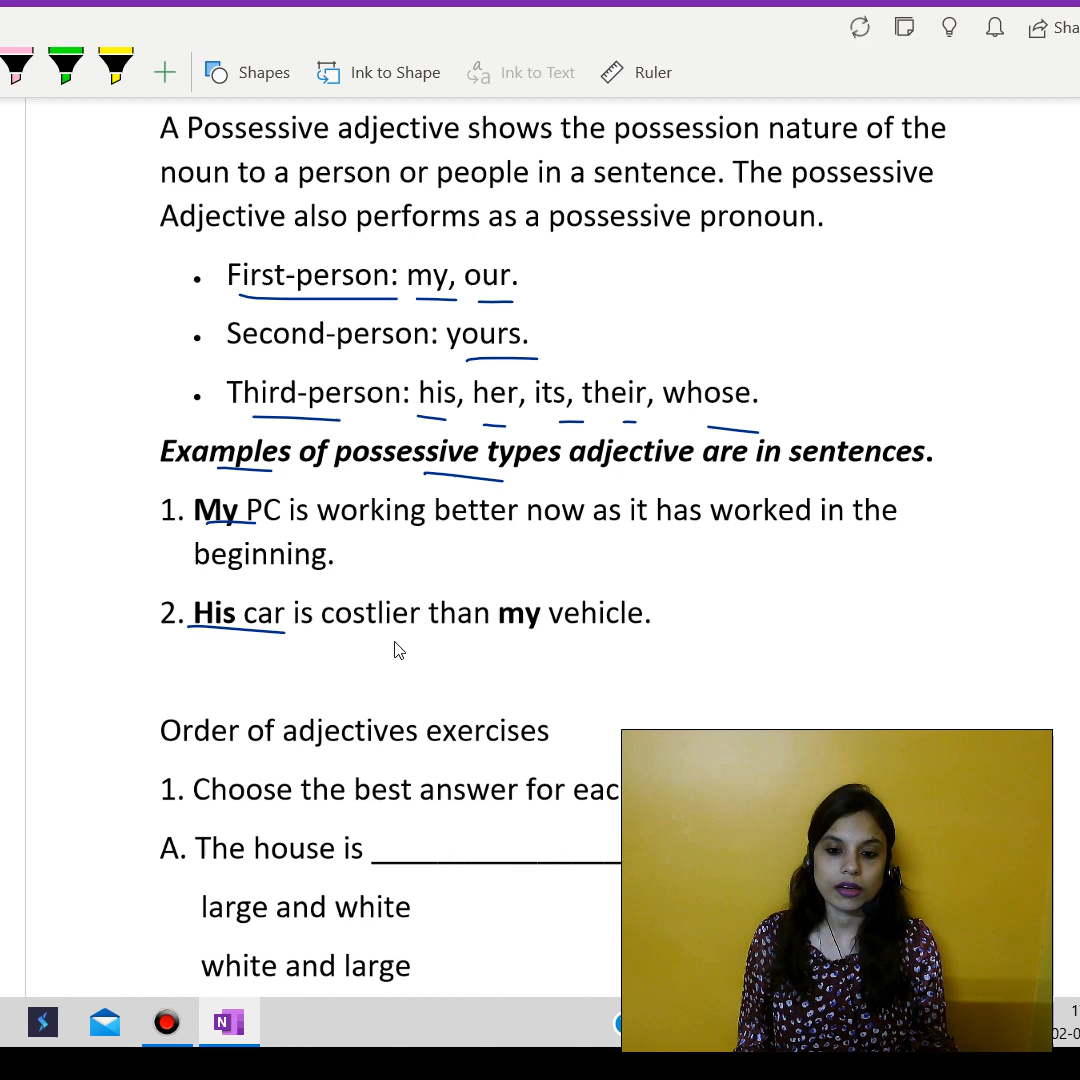 Sha
Shapes Ink to Shape Ink to Text Ruler
A Possessive adjective shows the possession nature of the
noun to a person or people in a sentence. The possessive
Adjective also performs as a possessive pronoun.
• First-person: my, our.
• Second-person: yours.
• Third-person: his, her, its, their, whose.
Examples of possessive types adjective are in sentences.
1. My PC is working better now as it has worked in the
beginning.
2. His car is costlier than my vehicle.
Order of adjectives exercises
1. Choose the best answer for eac
A. The house is ________________
large and white
white and large
N
1
02-0